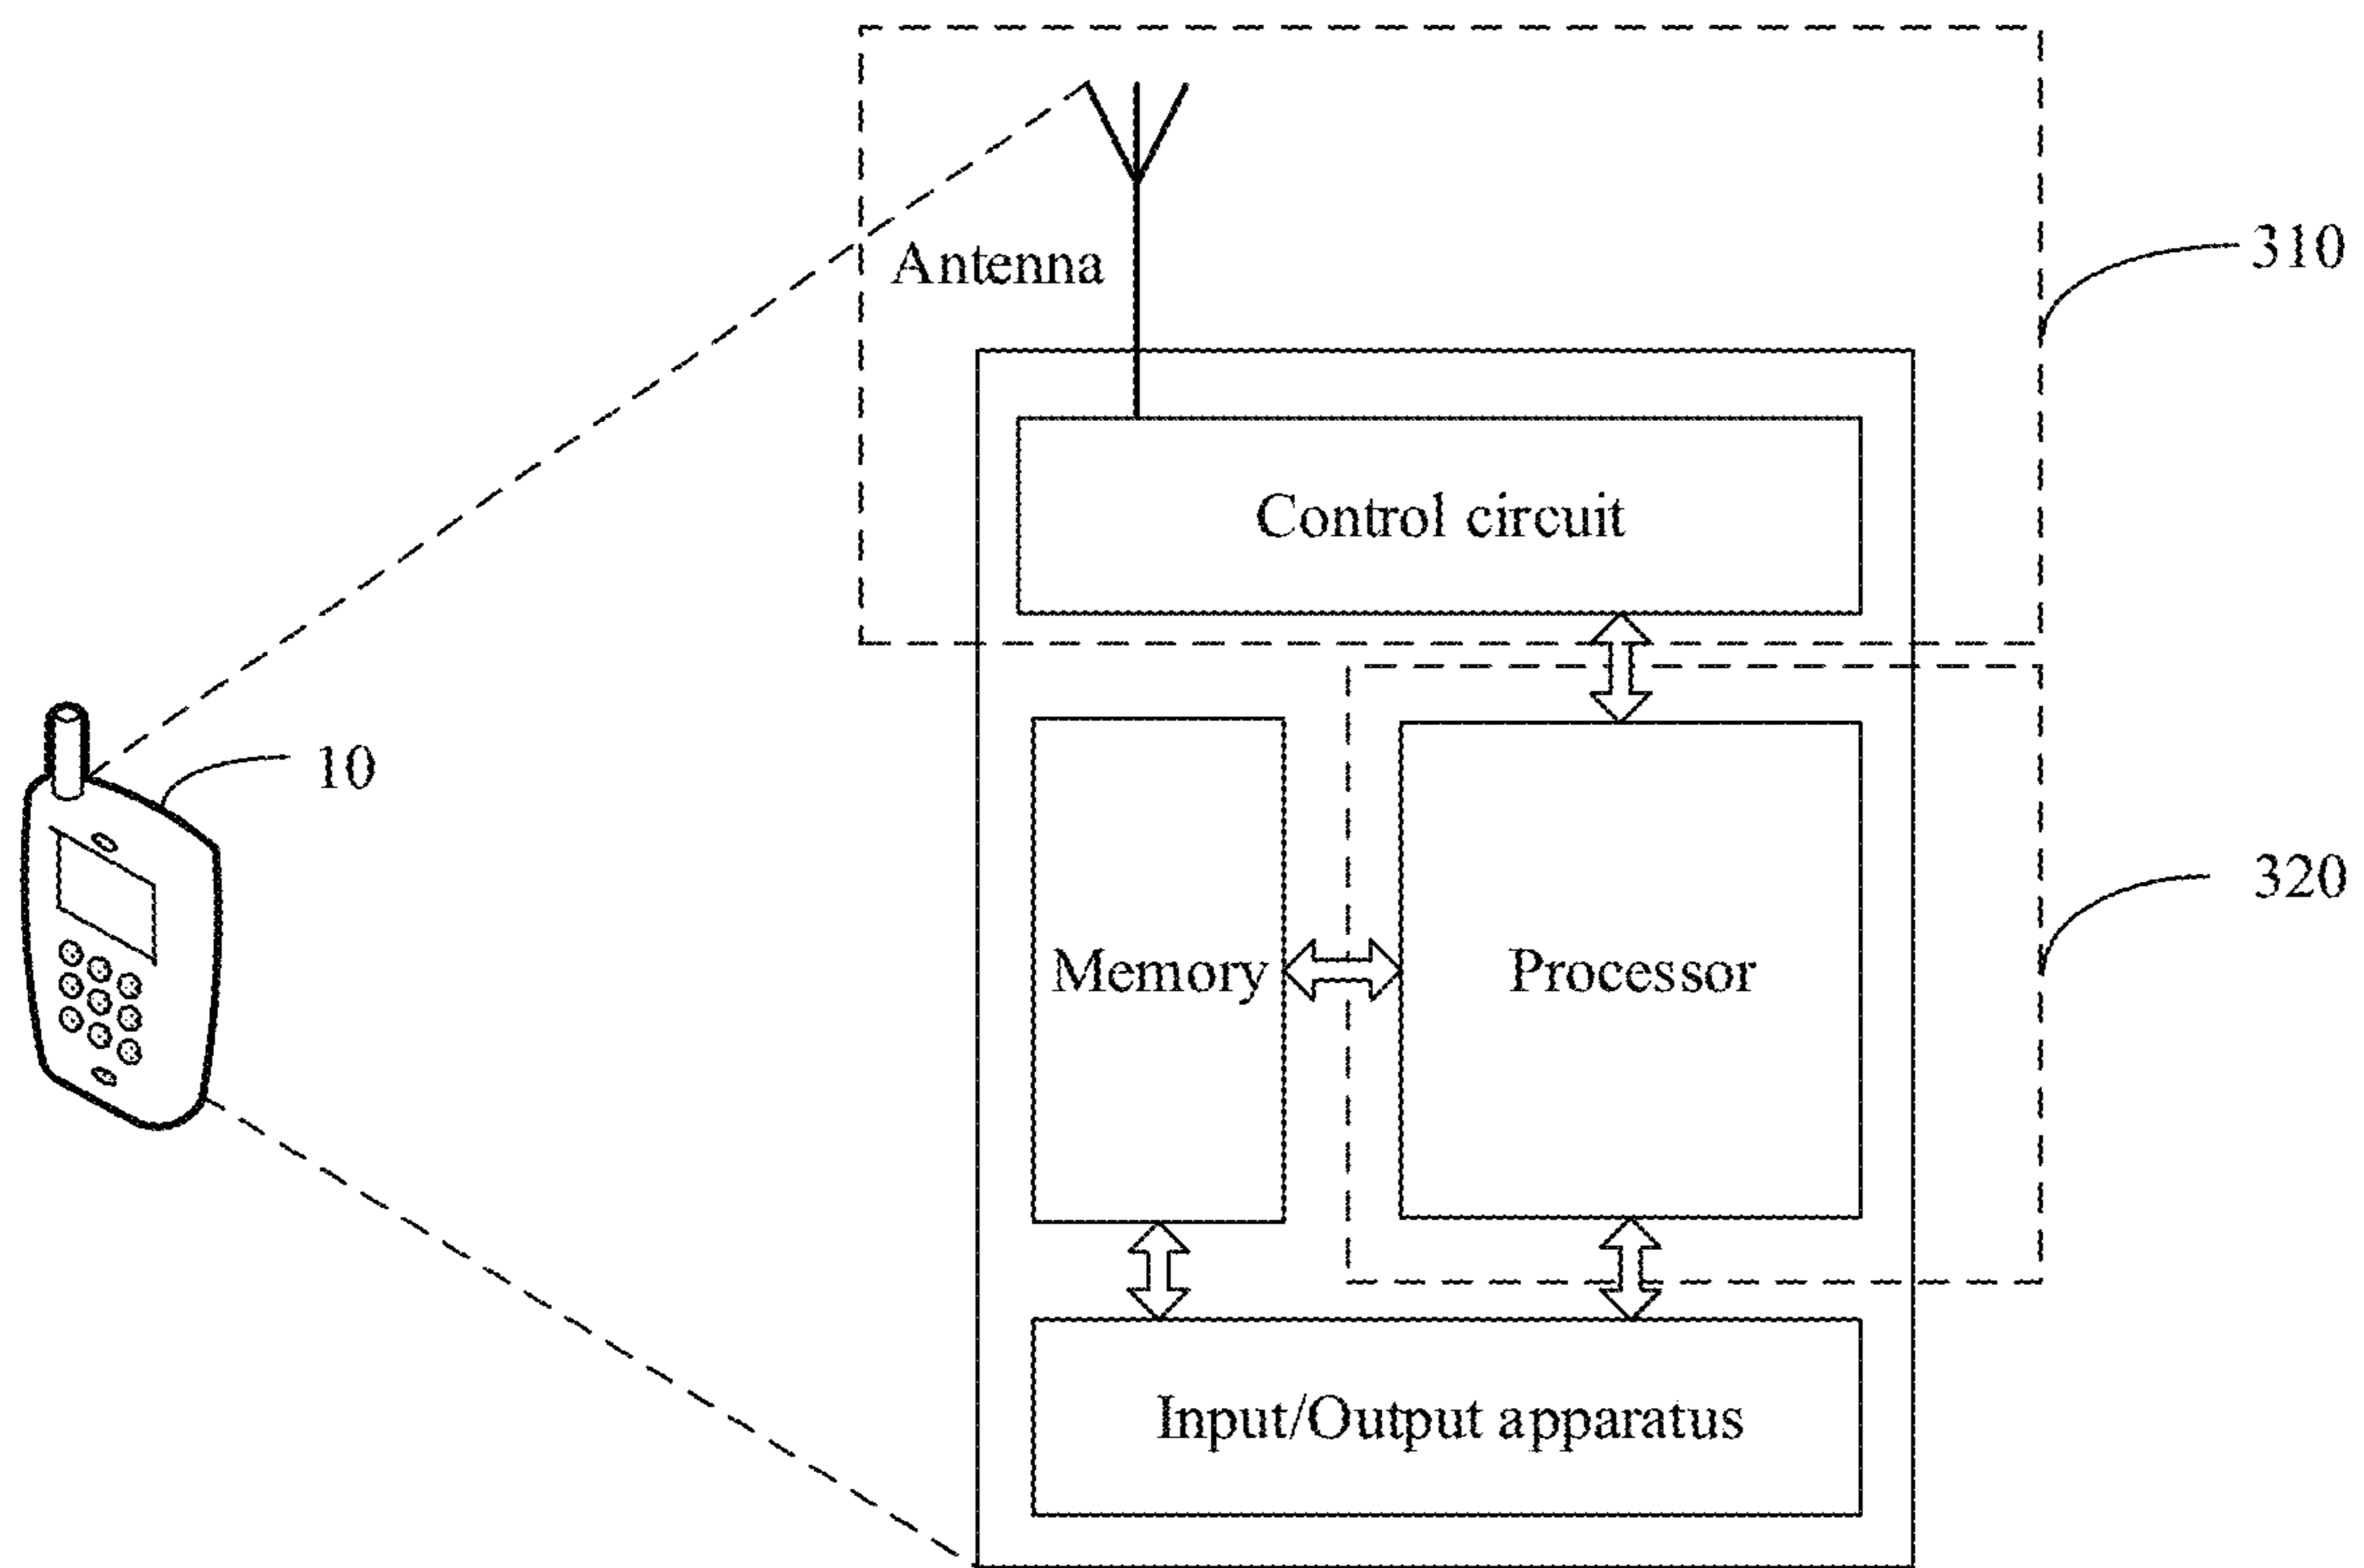 310
Antenna
Control circuit
10
320
Memory
Processor
Input/Output apparatus